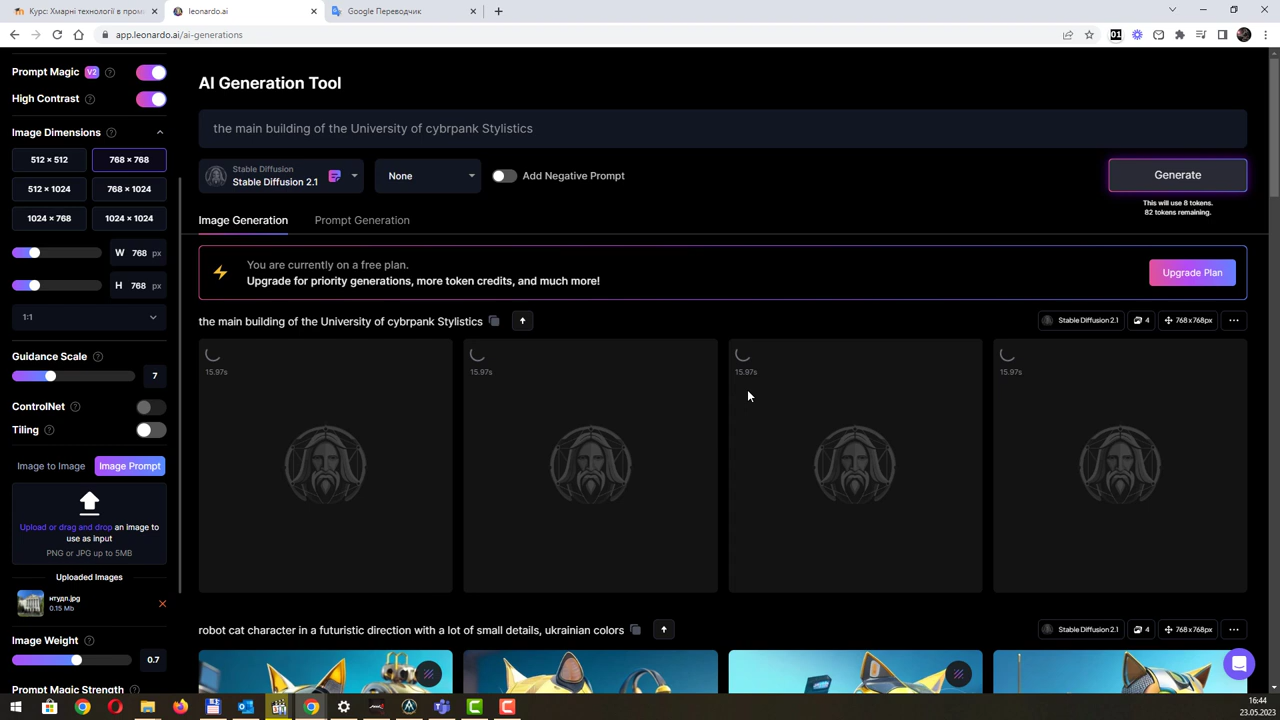 Курс: Хмарні технології в пром
leonardo.ai
Google Переводчик
app.leonardo.ai/ai-generations
01
Prompt Magic V2
High Contrast
Image Dimensions
512 × 512
768 × 768
512 × 1024
768 × 1024
1024 × 768
1024 × 1024
W 768 px
H 768 px
1:1
Guidance Scale
7
ControlNet
Tiling
Image to Image
Image Prompt
Upload or drag and drop an image to
use as input
PNG or JPG up to 5MB
Uploaded Images
нтудп.jpg
0.15 Mb
Image Weight
0.7
Prompt Magic Strength
AI Generation Tool
the main building of the University of cybrpank Stylistics
Stable Diffusion
Stable Diffusion 2.1
None
Add Negative Prompt
Generate
This will use 8 tokens.
82 tokens remaining.
Image Generation
Prompt Generation
You are currently on a free plan.
Upgrade for priority generations, more token credits, and much more!
Upgrade Plan
the main building of the University of cybrpank Stylistics
Stable Diffusion 2.1
4
768x768px
15.97s
15.97s
15.97s
15.97s
robot cat character in a futuristic direction with a lot of small details, ukrainian colors
Stable Diffusion 2.1
4
768x768px
16:44
23.05.2023